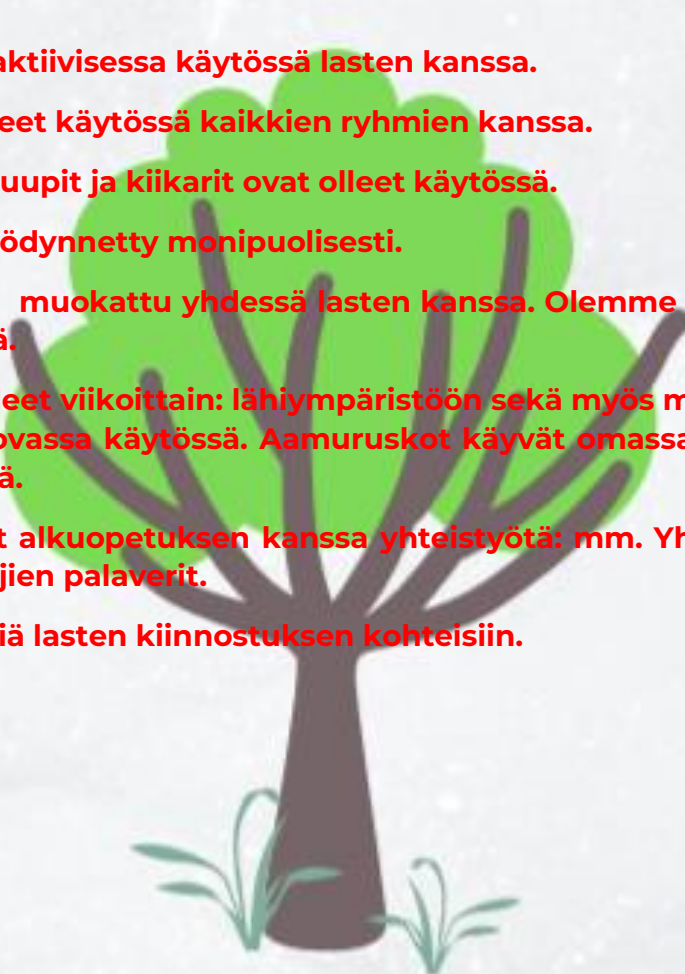 aktiivisessa käytössä lasten kanssa.
eet käytössä kaikkien ryhmien kanssa.
uupit ja kiikarit ovat olleet käytössä.
ödynnetty monipuolisesti.
muokattu yhdessä lasten kanssa. Olemme
ä.
eet viikoittain: lähiympäristöön sekä myös m
ovassa käytössä. Aamuruskot käyvät omassa
ä.
t alkuopetuksen kanssa yhteistyötä: mm. Yh
jien palaverit.
iä lasten kiinnostuksen kohteisiin.